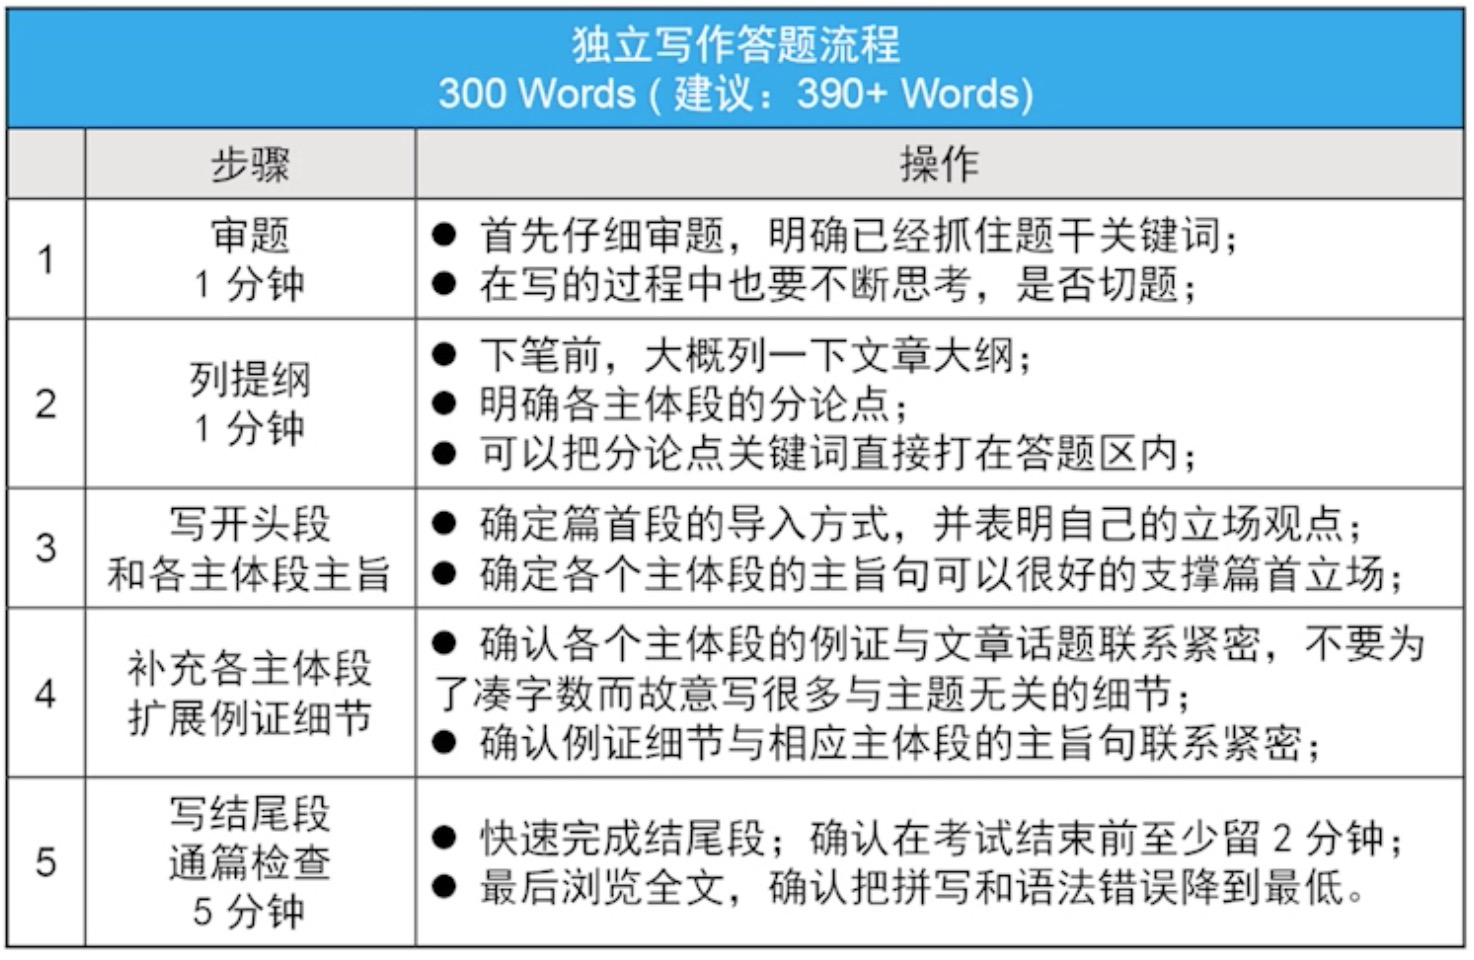 独立写作答题流程
300 Words ( 建议：390+ Words)
步骤 操作
1
审题
1 分钟
● 首先仔细审题，明确已经抓住题干关键词；
● 在写的过程中也要不断思考，是否切题；
2
列提纲
1 分钟
● 下笔前，大概列一下文章大纲；
● 明确各主体段的分论点；
● 可以把分论点关键词直接打在答题区内；
3
写开头段
和各主体段主旨
● 确定篇首段的导入方式，并表明自己的立场观点；
● 确定各个主体段的主旨句可以很好的支撑篇首立场；
4
补充各主体段
扩展例证细节
● 确认各个主体段的例证与文章话题联系紧密，不要为
了凑字数而故意写很多与主题无关的细节；
● 确认例证细节与相应主体段的主旨句联系紧密；
5
写结尾段
通篇检查
5 分钟
● 快速完成结尾段；确认在考试结束前至少留 2 分钟；
● 最后浏览全文，确认把拼写和语法错误降到最低。